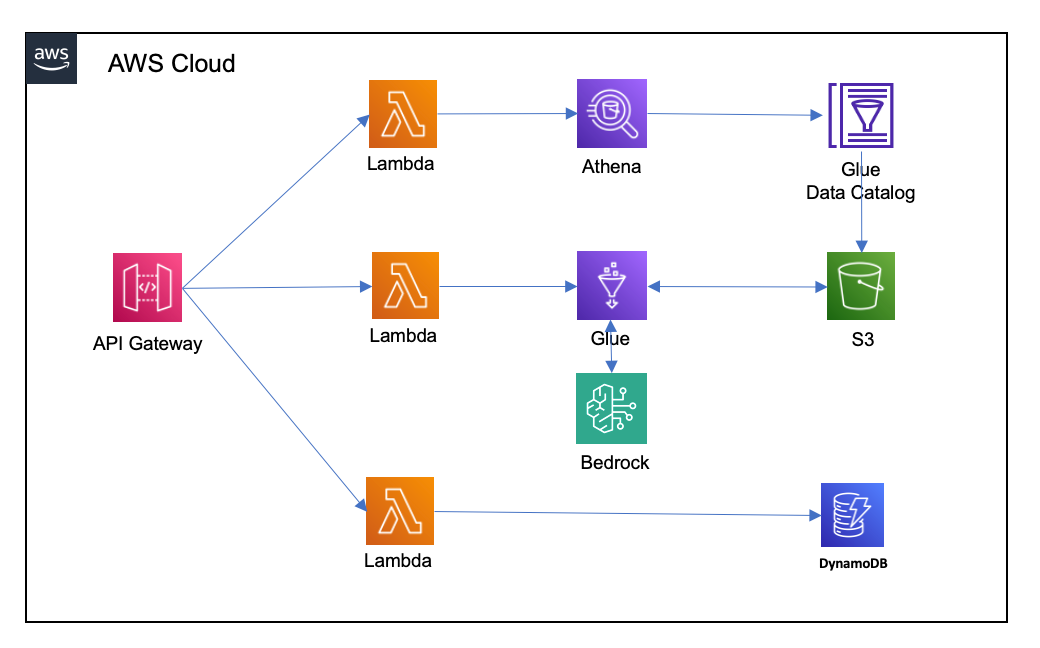 aws
AWS Cloud
Lambda
Athena
Glue
Data Catalog
</>
API Gateway
Lambda
Glue
S3
Bedrock
Lambda
DynamoDB